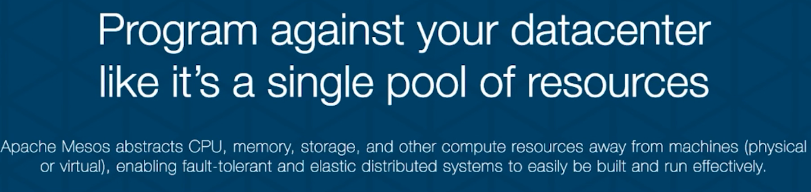 Program against your datacenter
like it's a single pool of resources
Apache Mesos abstracts CPU, memory, storage, and other compute resources away from machines (physical
or virtual), enabling fault-tolerant and elastic distributed systems to easily be built and run effectively.